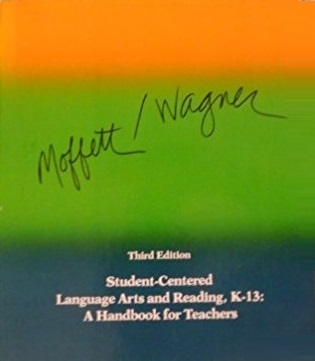 Moffett / Wagner
Third Edition
Student-Centered
Language Arts and Reading, K-13:
A Handbook for Teachers